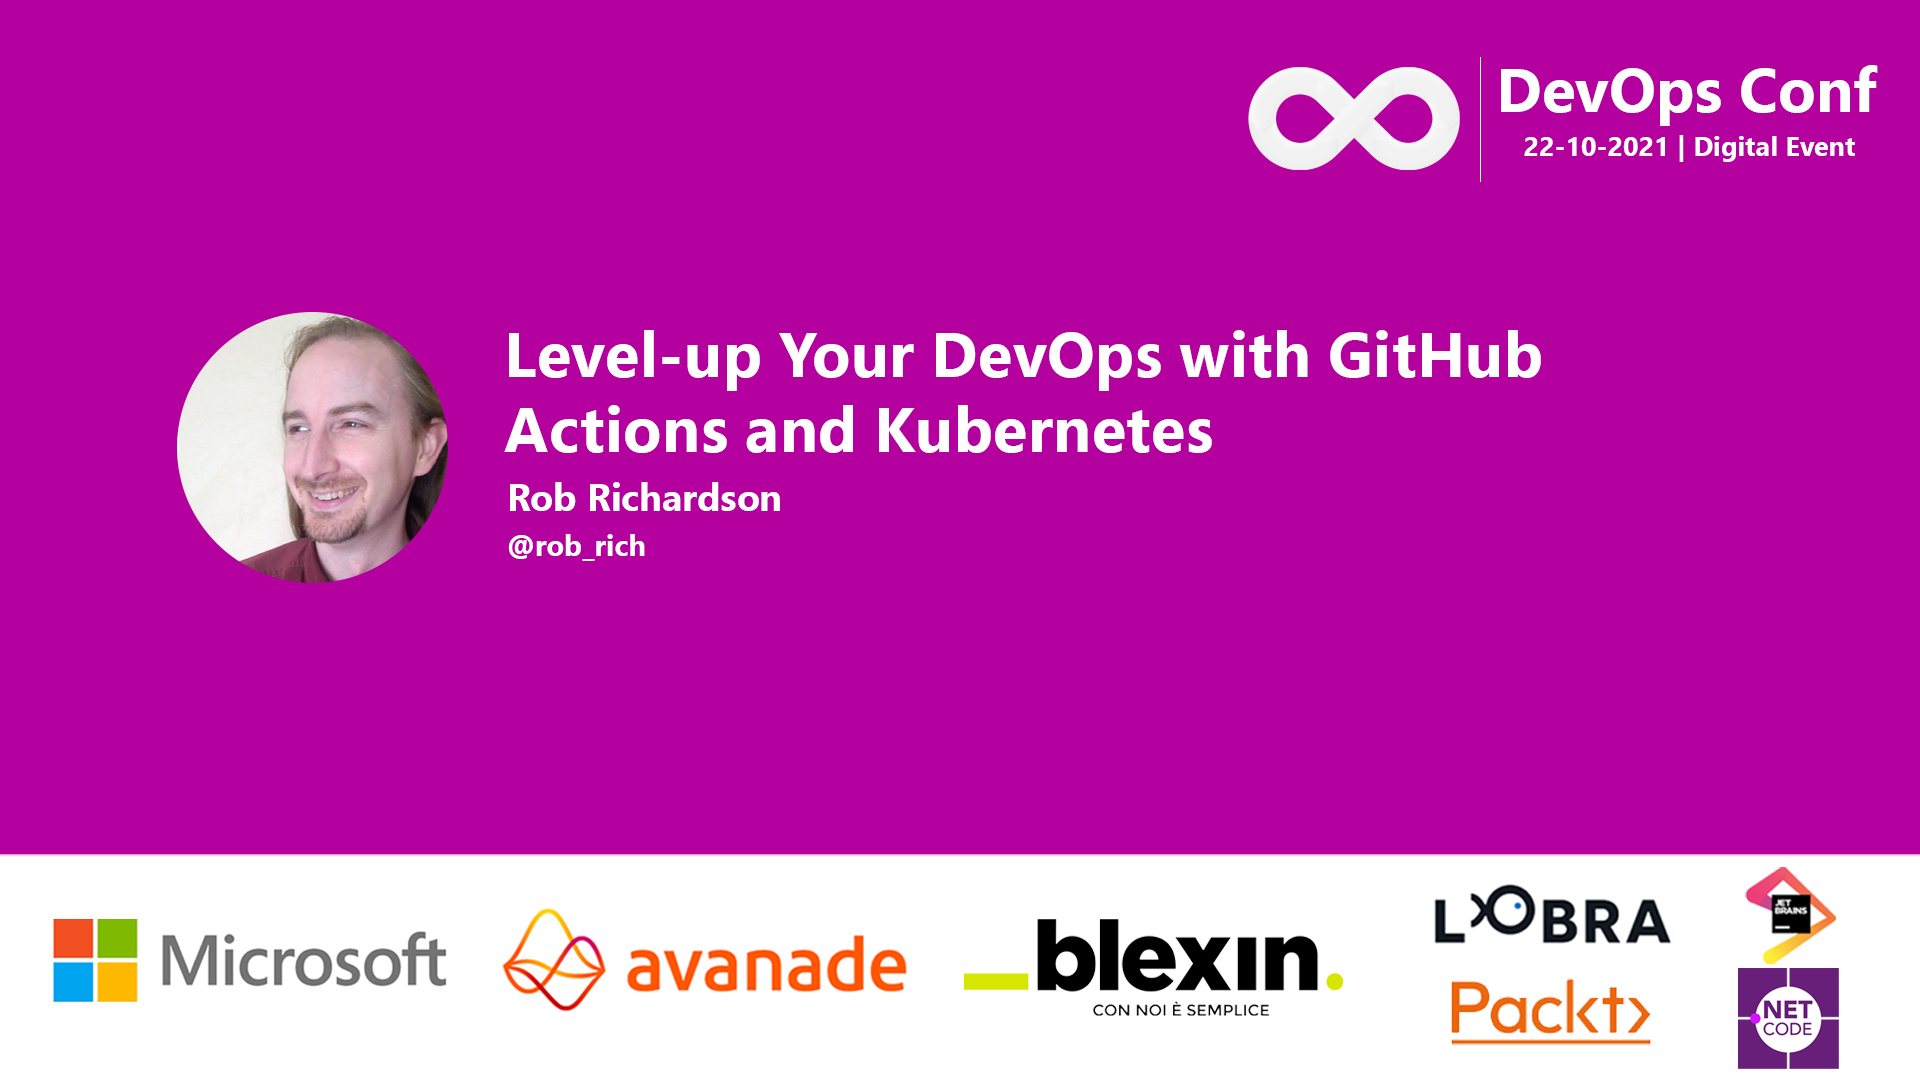 DevOps Conf
22-10-2021 | Digital Event
Level-up Your DevOps with GitHub
Actions and Kubernetes
Rob Richardson
@rob_rich
Microsoft
avanade
blexin.
CON NOI È SEMPLICE
LOBRA
JET
BRAINS
Packt>
NET
CODE